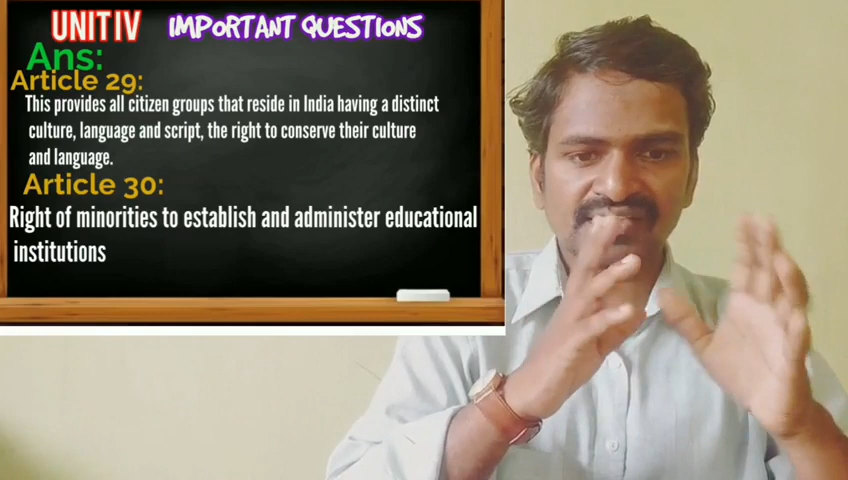 UNIT IV IMPORTANT QUESTIONS
Ans:
Article 29:
This provides all citizen groups that reside in India having a distinct
culture, language and script, the right to conserve their culture
and language.
Article 30:
Right of minorities to establish and administer educational
institutions